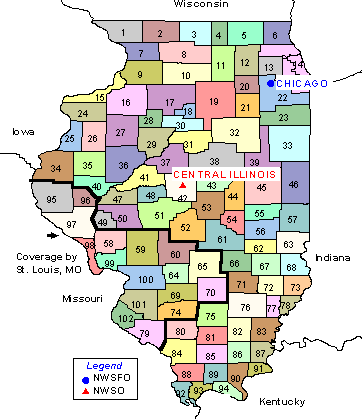 Wisconsin
1 2 3 4 5 6
7 8 9 10 13 14
15 16 17 18 19 20 21 22
CHICAGO
24 25 26 27 28 29 30 31 32 23
Iowa
33
34 35 37 38 39
41
CENTRAL ILLINOIS
40 42 43 44 45 46
95 96 47 48
97 49 50 51 52 53 54 55 56 57
98 58 59 60 61 62 63
Coverage by
St. Louis, MO
99 100 64 65 66 67 68
Indiana
Missouri
101 69 70 71 72 73
102 74 75 76 77 78
79 80 81 82 83
84 85 86 87
88 89 90 91
92 93 94
Legend
NWSFO
NWSO
Kentucky